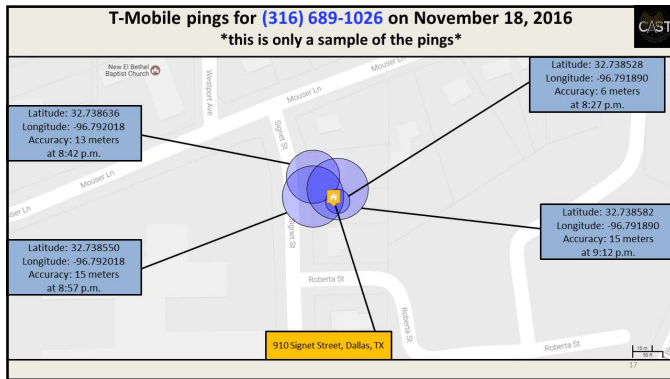 T-Mobile pings for (316) 689-1026 on November 18, 2016
*this is only a sample of the pings*
CAST
New El Bethel
Baptist Church
Westport Ave
Mouser Ln
Signet St
Latitude: 32.738528
Longitude: -96.791890
Accuracy: 6 meters
at 8:27 p.m.
Latitude: 32.738636
Longitude: -96.792018
Accuracy: 13 meters
at 8:42 p.m.
Mouser Ln
user Ln
Latitude: 32.738582
Longitude: -96.791890
Accuracy: 15 meters
at 9:12 p.m.
Signet St
Latitude: 32.738550
Longitude: -96.792018
Accuracy: 15 meters
at 8:57 p.m.
Roberta St
Roberta St
Roberta St
910 Signet Street, Dallas, TX
10 m
50 ft
17